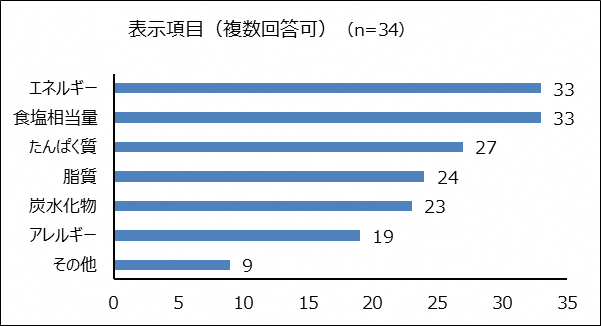 表示項目（複数回答可）（n=34）
エネルギー 33
食塩相当量 33
たんぱく質 27
脂質 24
炭水化物 23
アレルギー 19
その他 9
0 5 10 15 20 25 30 35